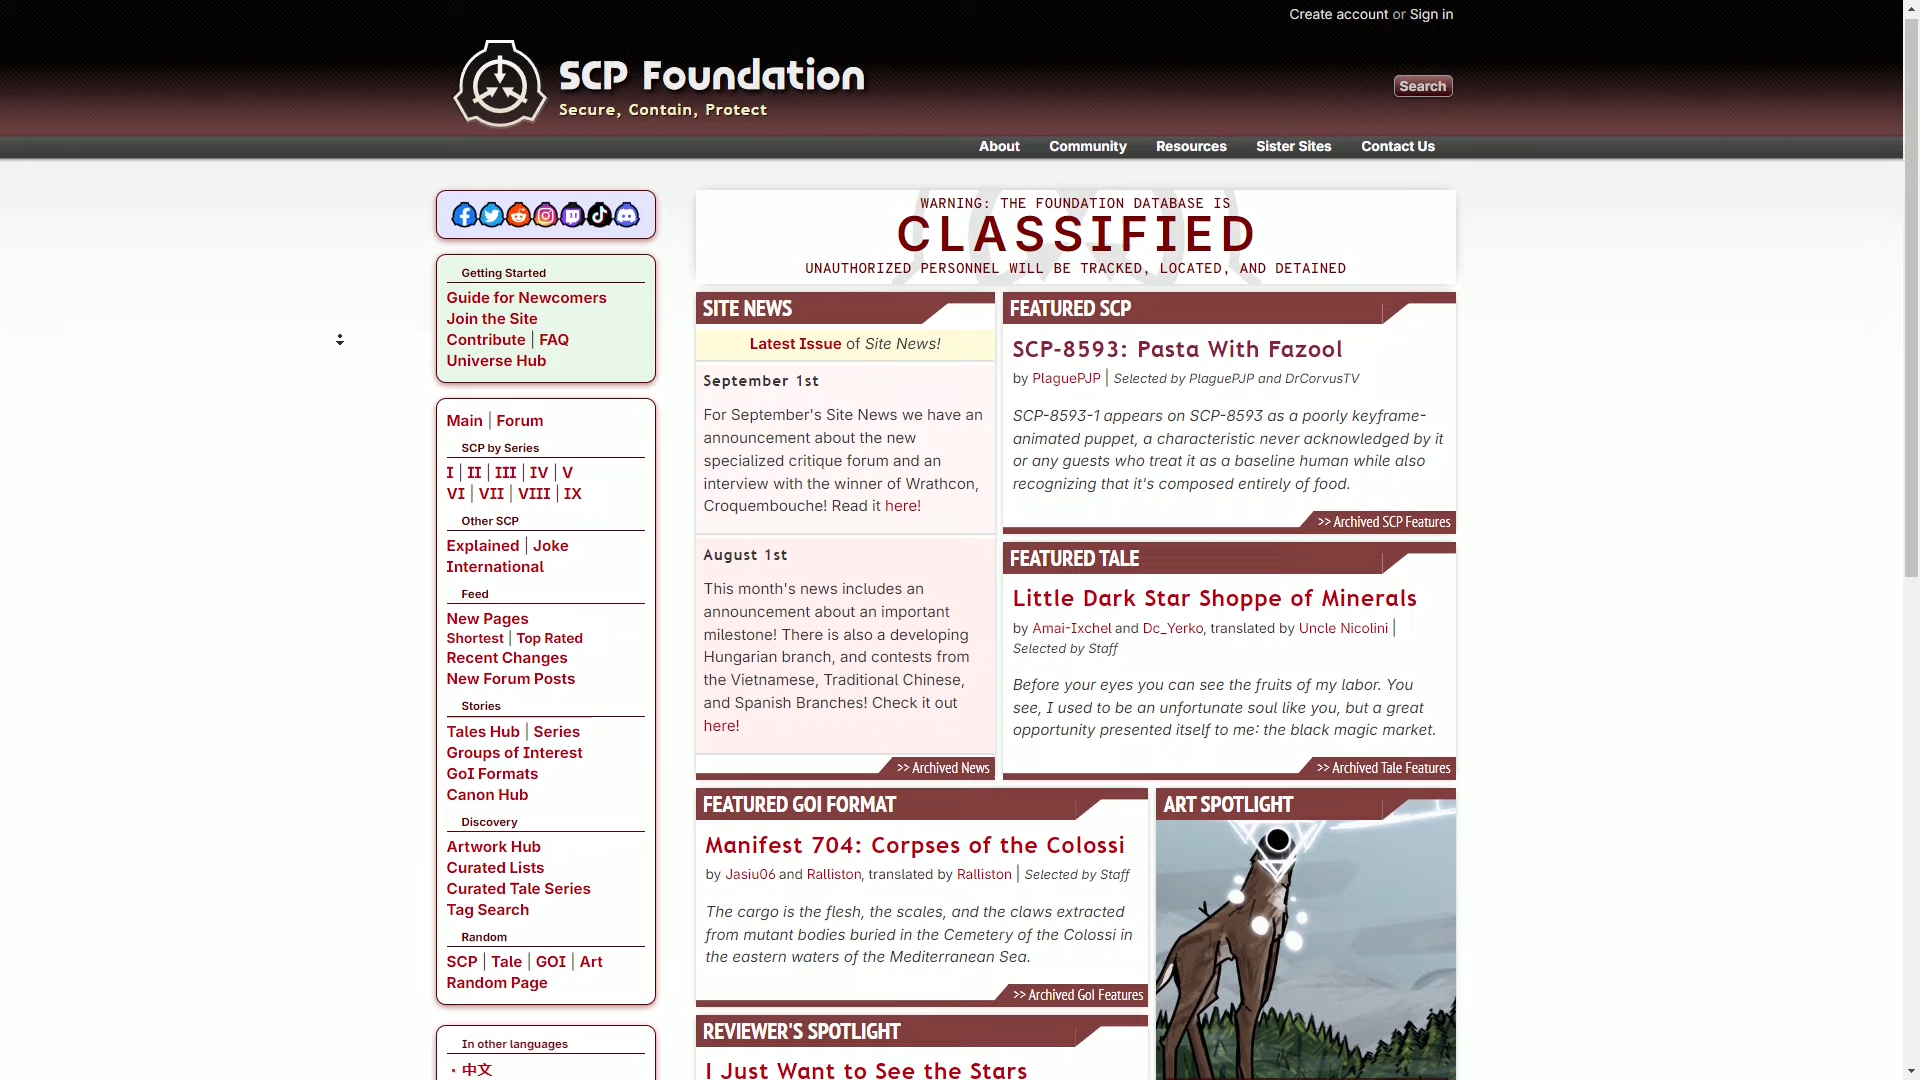 Create account or Sign in
SCP Foundation
Secure, Contain, Protect
Search
About Community Resources Sister Sites Contact Us
Getting Started
Guide for Newcomers
Join the Site
Contribute | FAQ
Universe Hub
Main | Forum
SCP by Series
I | II | III | IV | V
VI | VII | VIII | IX
Other SCP
Explained | Joke
International
Feed
New Pages
Shortest | Top Rated
Recent Changes
New Forum Posts
Stories
Tales Hub | Series
Groups of Interest
GoI Formats
Canon Hub
Discovery
Artwork Hub
Curated Lists
Curated Tale Series
Tag Search
Random
SCP | Tale | GOI | Art
Random Page
In other languages
中文
WARNING: THE FOUNDATION DATABASE IS
CLASSIFIED
UNAUTHORIZED PERSONNEL WILL BE TRACKED, LOCATED, AND DETAINED
SITE NEWS
Latest Issue of Site News!
September 1st
For September's Site News we have an
announcement about the new
specialized critique forum and an
interview with the winner of Wrathcon,
Croquembouche! Read it here!
August 1st
This month's news includes an
announcement about an important
milestone! There is also a developing
Hungarian branch, and contests from
the Vietnamese, Traditional Chinese,
and Spanish Branches! Check it out
here!
>> Archived News
FEATURED SCP
SCP-8593: Pasta With Fazool
by PlaguePJP | Selected by PlaguePJP and DrCorvusTV
SCP-8593-1 appears on SCP-8593 as a poorly keyframe-
animated puppet, a characteristic never acknowledged by it
or any guests who treat it as a baseline human while also
recognizing that it's composed entirely of food.
>> Archived SCP Features
FEATURED TALE
Little Dark Star Shoppe of Minerals
by Amai-Ixchel and Dc_Yerko, translated by Uncle Nicolini |
Selected by Staff
Before your eyes you can see the fruits of my labor. You
see, I used to be an unfortunate soul like you, but a great
opportunity presented itself to me: the black magic market.
>> Archived Tale Features
FEATURED GOI FORMAT
Manifest 704: Corpses of the Colossi
by Jasiu06 and Ralliston, translated by Ralliston | Selected by Staff
The cargo is the flesh, the scales, and the claws extracted
from mutant bodies buried in the Cemetery of the Colossi in
the eastern waters of the Mediterranean Sea.
>> Archived GoI Features
ART SPOTLIGHT
REVIEWER'S SPOTLIGHT
I Just Want to See the Stars